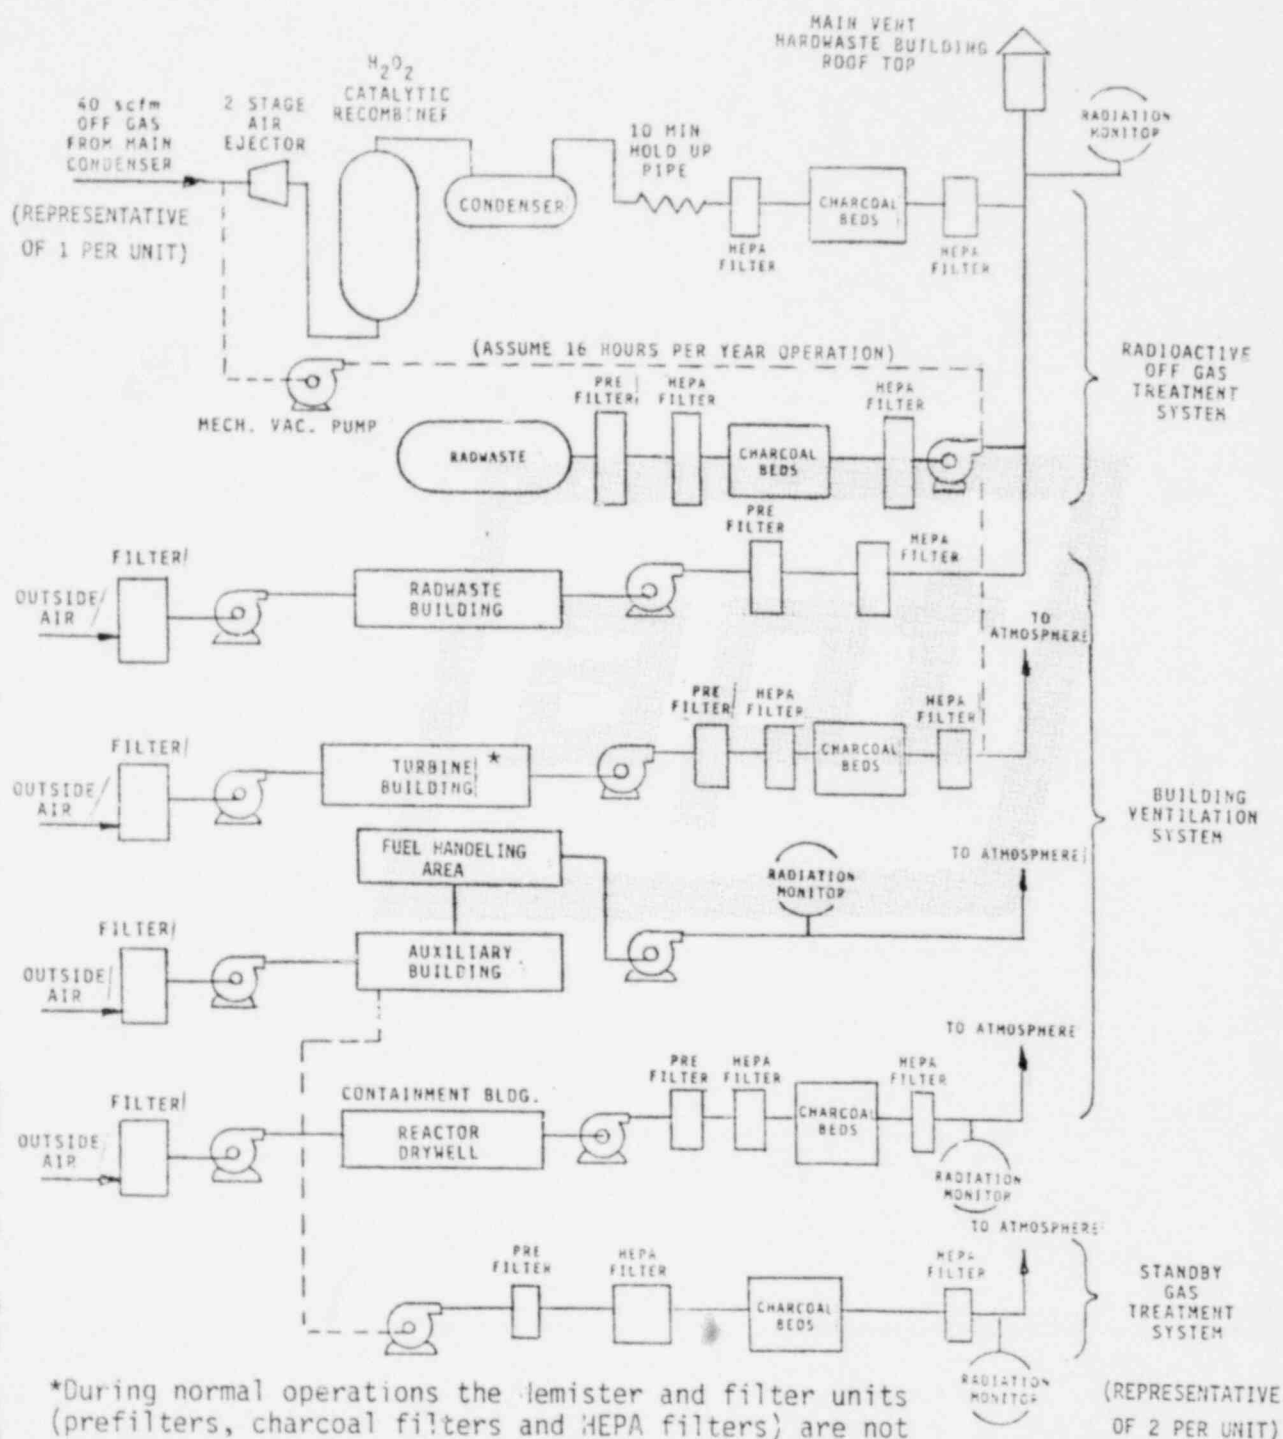 MAIN VENT
HARDWASTE BUILDING
ROOF TOP
H2O2
CATALYTIC
RECOMBINER
40 scfm
OFF GAS
FROM MAIN
CONDENSER
2 STAGE
AIR
EJECTOR
10 MIN
HOLD UP
PIPE
RADIATION
MONITOR
(REPRESENTATIVE
OF 1 PER UNIT)
CONDENSER
HEPA
FILTER
CHARCOAL
BEDS
HEPA
FILTER
(ASSUME 16 HOURS PER YEAR OPERATION)
MECH. VAC. PUMP
RADIOACTIVE
OFF GAS
TREATMENT
SYSTEM
RADWASTE
PRE
FILTER
HEPA
FILTER
CHARCOAL
BEDS
HEPA
FILTER
OUTSIDE
AIR
FILTER
RADWASTE
BUILDING
PRE
FILTER
HEPA
FILTER
TO
ATMOSPHERE
OUTSIDE
AIR
FILTER
TURBINE *
BUILDING
PRE
FILTER
HEPA
FILTER
CHARCOAL
BEDS
HEPA
FILTER
BUILDING
VENTILATION
SYSTEM
FUEL HANDELING
AREA
RADIATION
MONITOR
TO ATMOSPHERE
OUTSIDE
AIR
FILTER
AUXILIARY
BUILDING
TO ATMOSPHERE
OUTSIDE
AIR
FILTER
CONTAINMENT BLDG.
REACTOR
DRYWELL
PRE
FILTER
HEPA
FILTER
CHARCOAL
BEDS
HEPA
FILTER
RADIATION
MONITOR
TO ATMOSPHERE
PRE
FILTER
HEPA
FILTER
CHARCOAL
BEDS
HEPA
FILTER
RADIATION
MONITOR
STANDBY
GAS
TREATMENT
SYSTEM
(REPRESENTATIVE
OF 2 PER UNIT)
*During normal operations the lemister and filter units
(prefilters, charcoal filters and HEPA filters) are not